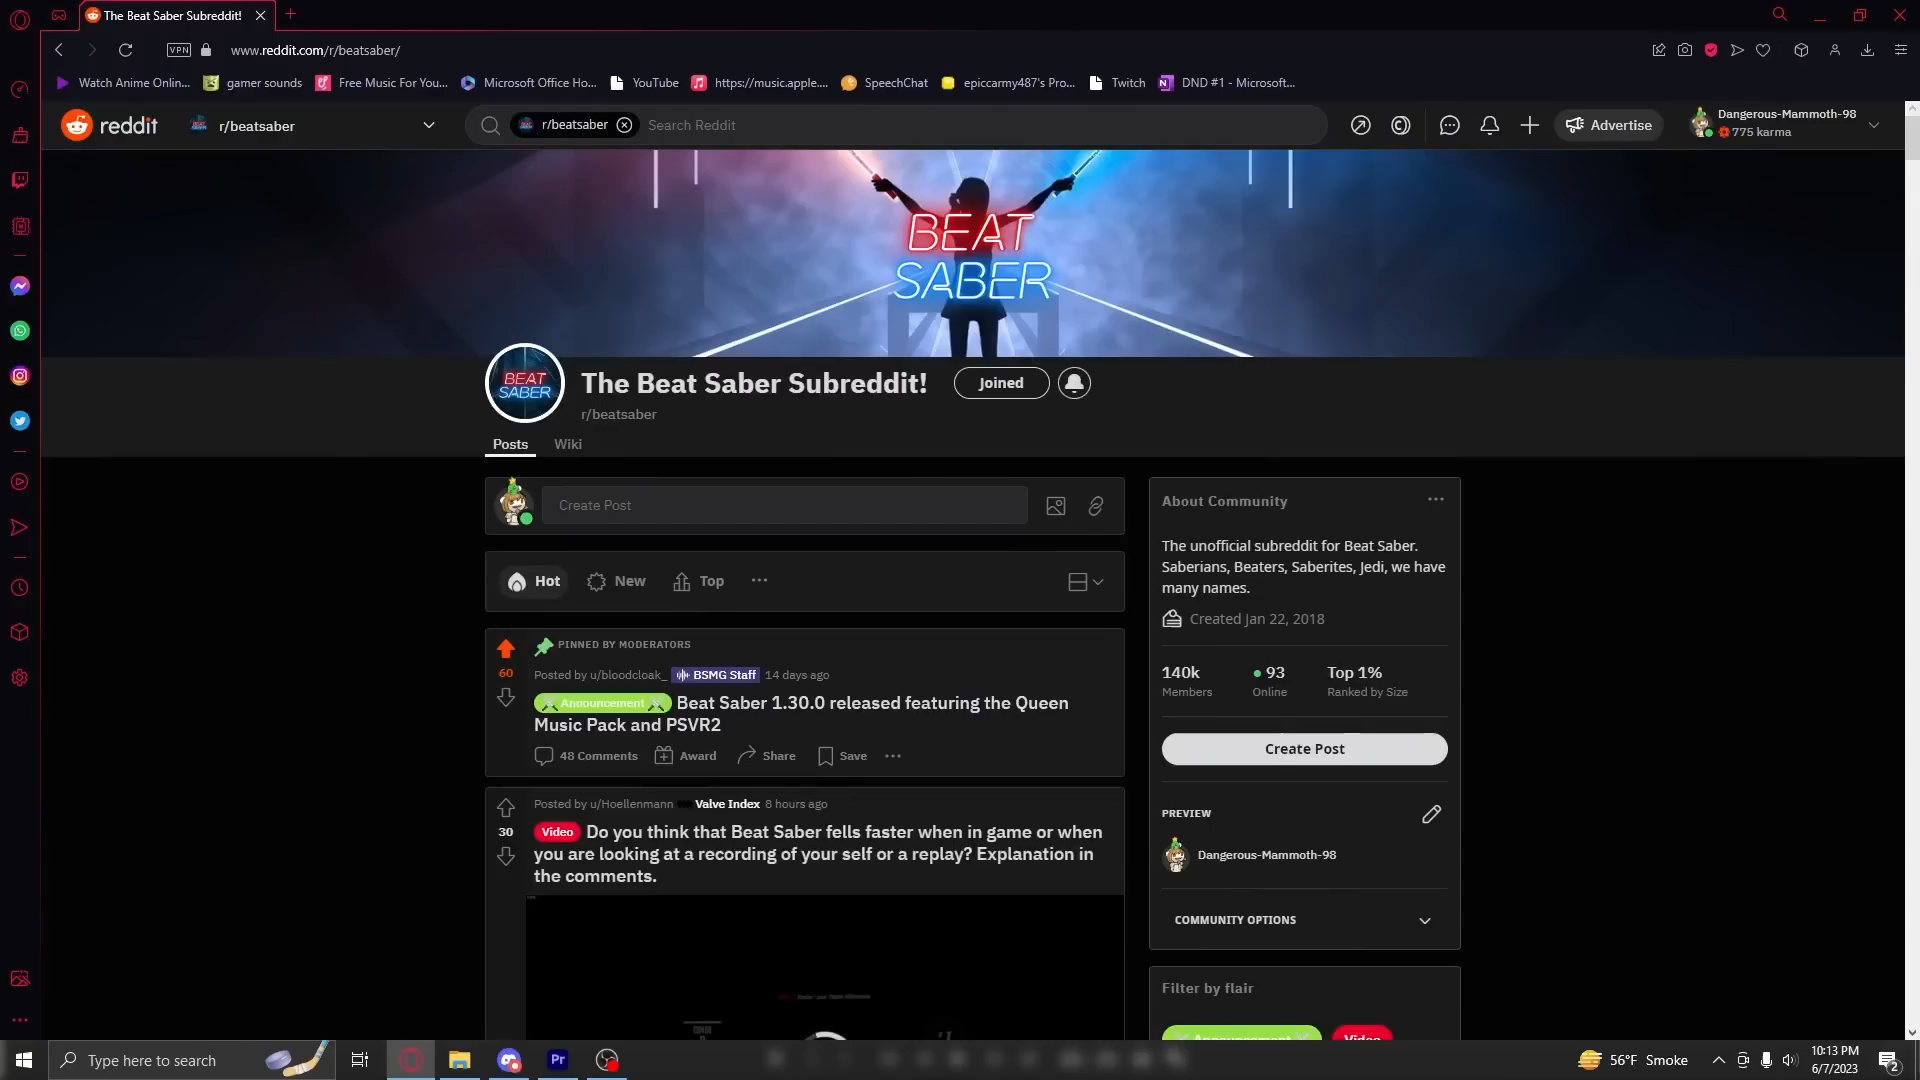 The Beat Saber Subreddit!
VPN
www.reddit.com/r/beatsaber/
Watch Anime Onlin...
gamer sounds
Free Music For You...
Microsoft Office Ho...
YouTube
https://music.apple....
SpeechChat
epiccarmy487's Pro...
Twitch
DND #1 - Microsoft...
reddit
r/beatsaber
r/beatsaber
Search Reddit
Advertise
Dangerous-Mammoth-98
775 karma
BEAT
SABER
BEAT
SABER
The Beat Saber Subreddit!
Joined
r/beatsaber
Posts
Wiki
Create Post
Hot
New
Top
PINNED BY MODERATORS
60
Posted by u/bloodcloak_ BSMG Staff 14 days ago
Announcement Beat Saber 1.30.0 released featuring the Queen
Music Pack and PSVR2
48 Comments
Award
Share
Save
Posted by u/Hoellenmann Valve Index 8 hours ago
30
Video Do you think that Beat Saber fells faster when in game or when
you are looking at a recording of your self or a replay? Explanation in
the comments.
About Community
The unofficial subreddit for Beat Saber.
Saberians, Beaters, Saberites, Jedi, we have
many names.
Created Jan 22, 2018
140k
Members
93
Online
Top 1%
Ranked by Size
Create Post
PREVIEW
Dangerous-Mammoth-98
COMMUNITY OPTIONS
Filter by flair
Announcement
Video
Type here to search
Pr
56°F Smoke
10:13 PM
6/7/2023
2